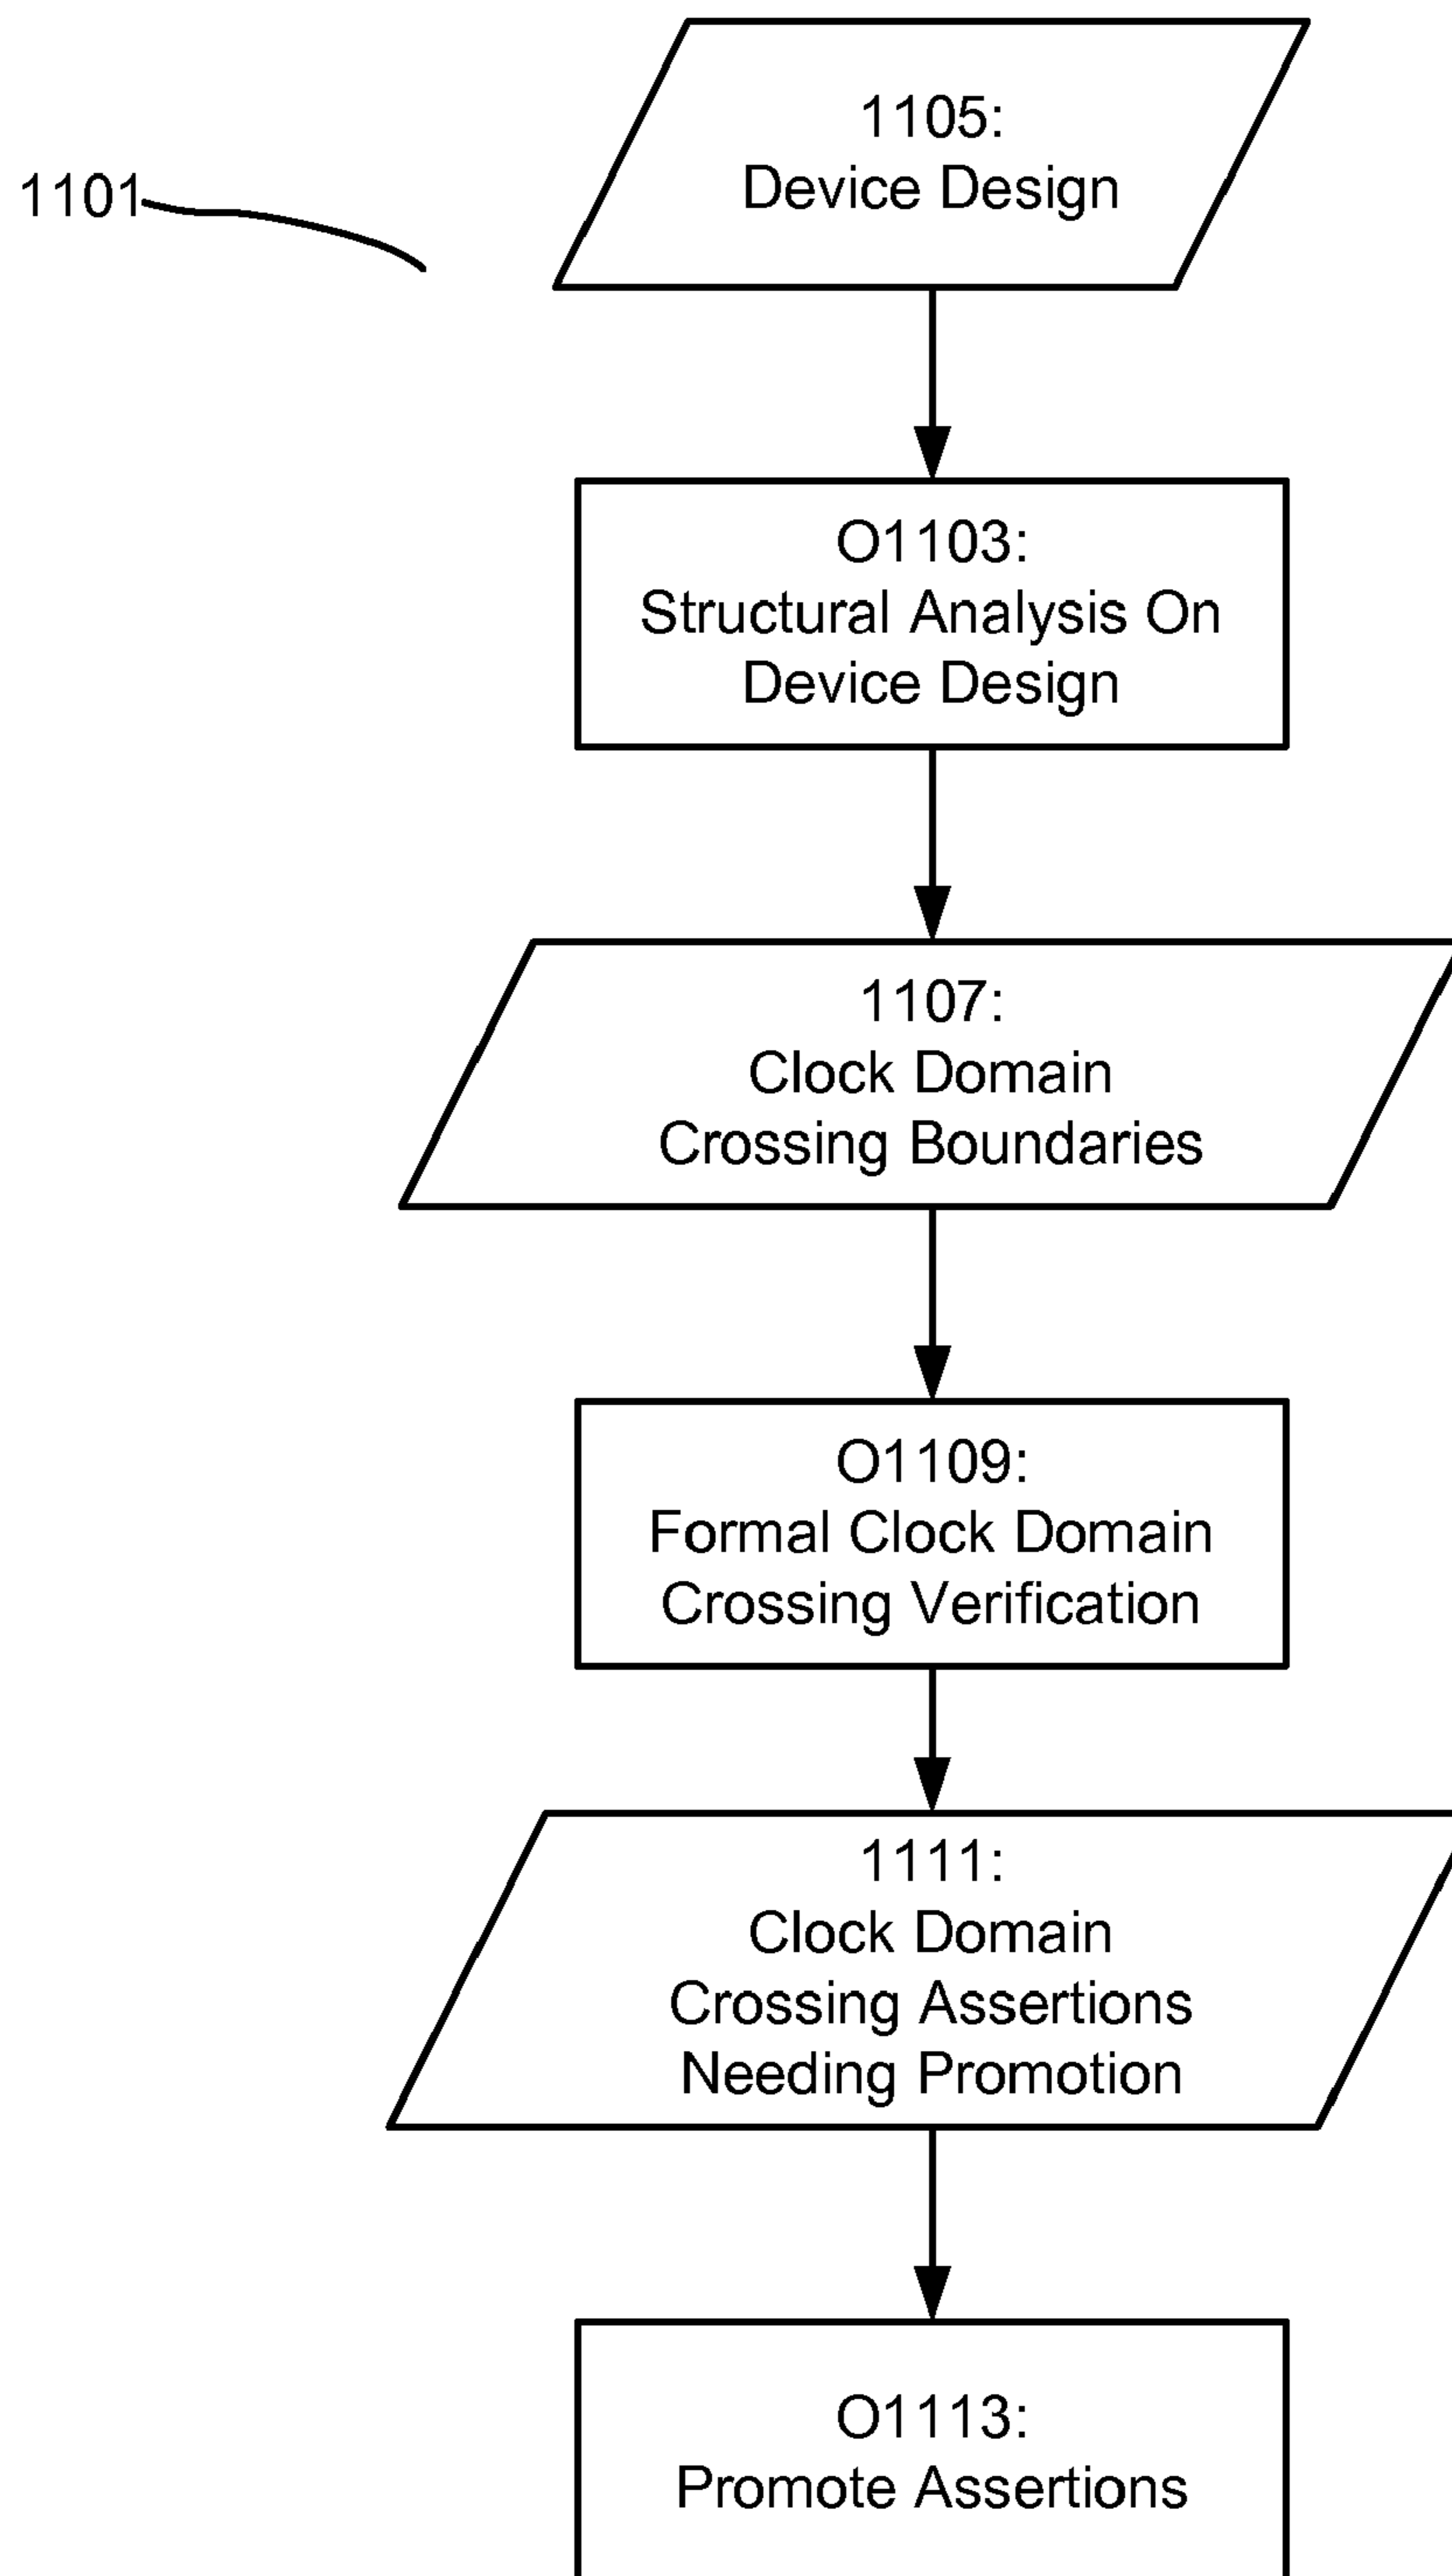 1105:
Device Design
1101
O1103:
Structural Analysis On
Device Design
1107:
Clock Domain
Crossing Boundaries
O1109:
Formal Clock Domain
Crossing Verification
1111:
Clock Domain
Crossing Assertions
Needing Promotion
O1113:
Promote Assertions